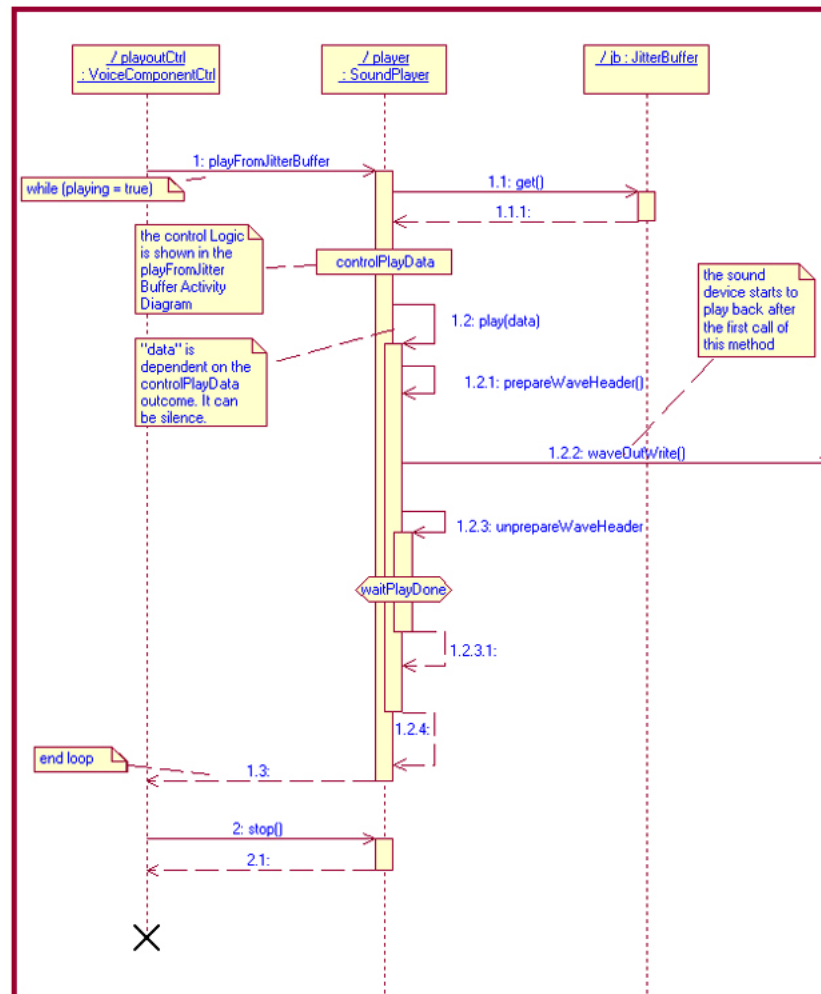 / playoutCtrl
: VoiceComponentCtrl
/ player
: SoundPlayer
/ jb : JitterBuffer
1: playFromJitterBuffer
while (playing = true)
1.1: get()
1.1.1:
the control Logic
is shown in the
playFromJitter
Buffer Activity
Diagram
controlPlayData
the sound
device starts to
play back after
the first call of
this method
1.2: play(data)
"data" is
dependent on the
controlPlayData
outcome. It can
be silence.
1.2.1: prepareWaveHeader()
1.2.2: waveOutWrite()
1.2.3: unprepareWaveHeader
waitPlayDone
1.2.3.1:
1.2.4:
end loop
1.3:
2: stop()
2.1: